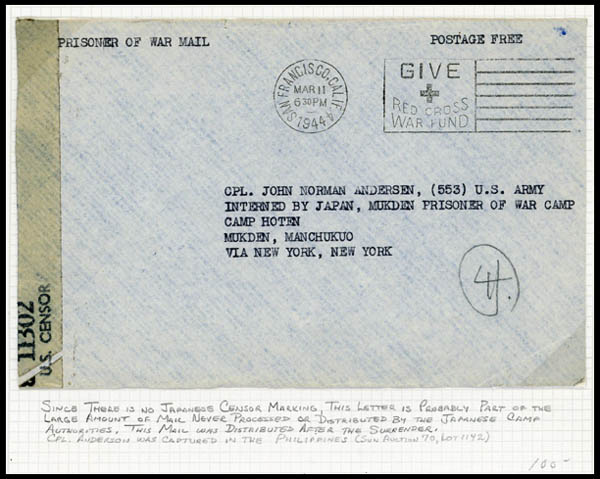 PRISONER OF WAR MAIL
POSTAGE FREE
SAN FRANCISCO, CALIF.
MAR 11
6 30 PM
1944
GIVE
RED CROSS
WAR FUND
CPL. JOHN NORMAN ANDERSEN, (553) U.S. ARMY
INTERNED BY JAPAN, MUKDEN PRISONER OF WAR CAMP
CAMP HOTEN
MUKDEN, MANCHUKUO
VIA NEW YORK, NEW YORK
11302
U.S. CENSOR
SINCE THERE IS NO JAPANESE CENSOR MARKING, THIS LETTER IS PROBABLY PART OF THE
LARGE AMOUNT OF MAIL NEVER PROCESSED OR DISTRIBUTED BY THE JAPANESE CAMP
AUTHORITIES. THIS MAIL WAS DISTRIBUTED AFTER THE SURRENDER.
CPL. ANDERSON WAS CAPTURED IN THE PHILIPPINES (SUN AUCTION 70, LOT 1142)
100-